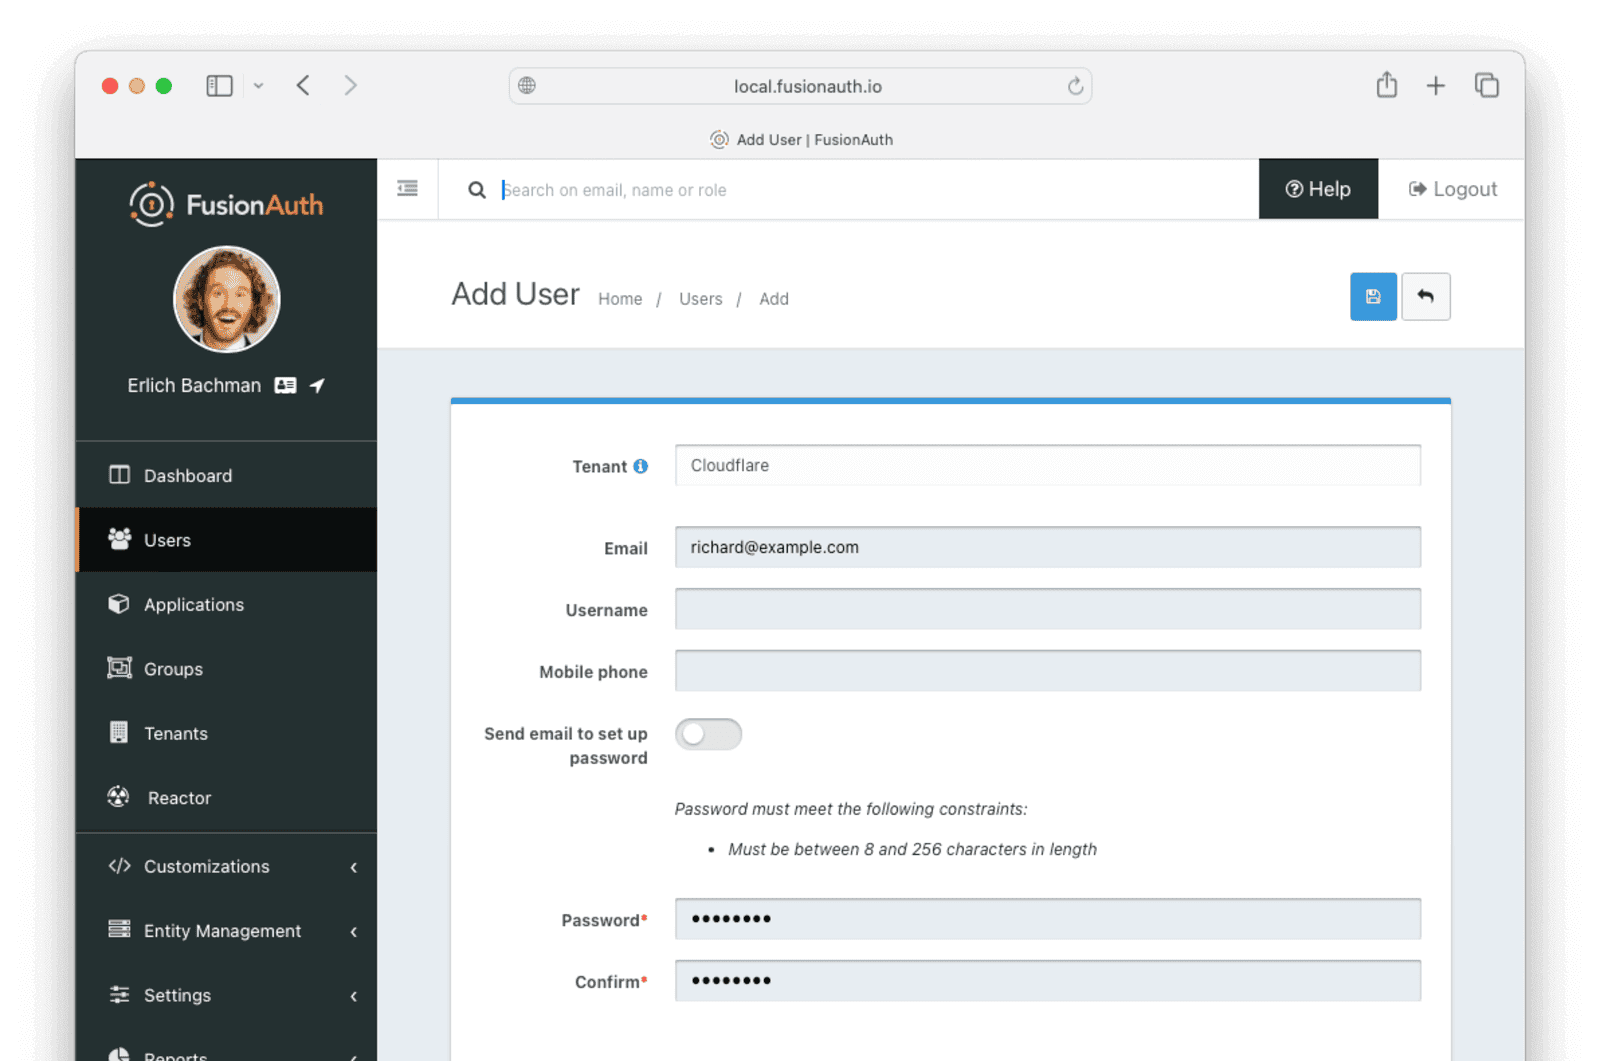 local.fusionauth.io
Add User | FusionAuth
FusionAuth
Search on email, name or role
Help
Logout
Add User Home / Users / Add
Erlich Bachman
Dashboard
Users
Applications
Groups
Tenants
Reactor
Customizations
Entity Management
Settings
Reports
Tenant
Cloudflare
Email
richard@example.com
Username
Mobile phone
Send email to set up
password
Password must meet the following constraints:
• Must be between 8 and 256 characters in length
Password*
••••••••
Confirm*
••••••••